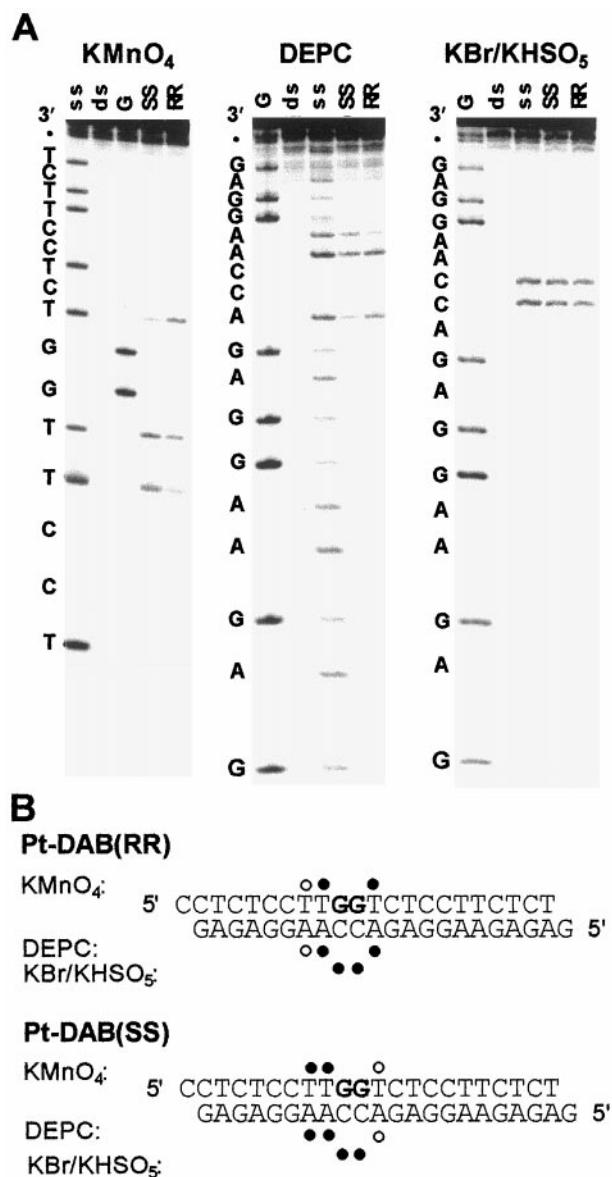 A
KMnO4 DEPC KBr/KHSO5
ss ds G SS RR
G ds ss SS RR
G ds ss SS RR
3′ 3′ 3′
T
C
T
T
C
C
T
C
T
G
G
T
T
C
C
T
G
A
G
G
A
A
C
C
A
G
A
G
G
A
A
G
A
G
G
A
G
G
A
A
C
C
A
G
A
G
G
A
A
G
A
G
B
Pt-DAB(RR)
KMnO4:
5' CCTCTCCTTGGTCTCCTTCTCT
GAGAGGAACCAGAGGAAGAGAG 5'
DEPC:
KBr/KHSO5:
Pt-DAB(SS)
KMnO4:
5' CCTCTCCTTGGTCTCCTTCTCT
GAGAGGAACCAGAGGAAGAGAG 5'
DEPC:
KBr/KHSO5: